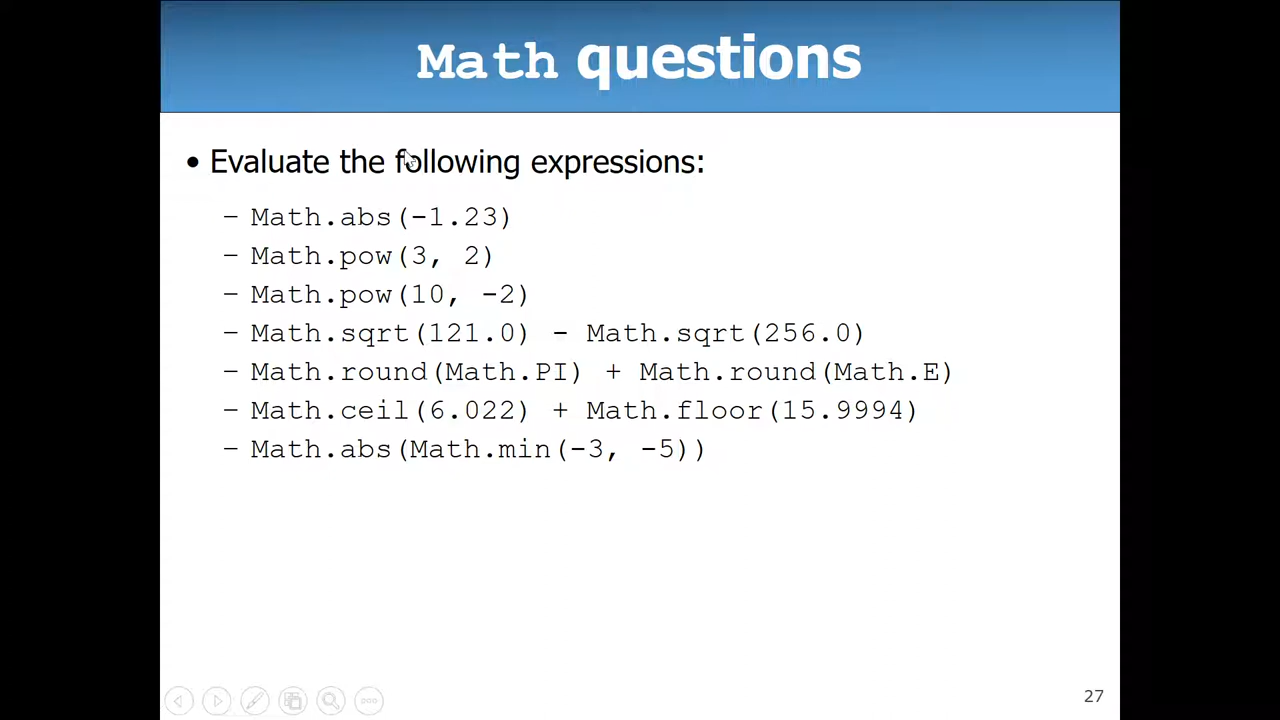 Math questions
• Evaluate the following expressions:
– Math.abs(-1.23)
– Math.pow(3, 2)
– Math.pow(10, -2)
– Math.sqrt(121.0) - Math.sqrt(256.0)
– Math.round(Math.PI) + Math.round(Math.E)
– Math.ceil(6.022) + Math.floor(15.9994)
– Math.abs(Math.min(-3, -5))
27